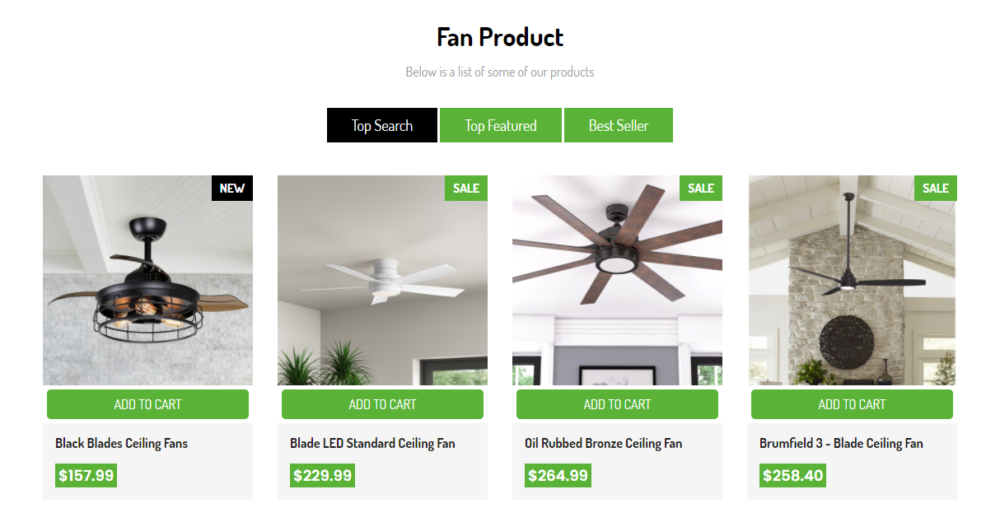 Fan Product
Below is a list of some of our products
Top Search
Top Featured
Best Seller
NEW
SALE
SALE
SALE
ADD TO CART
ADD TO CART
ADD TO CART
ADD TO CART
Black Blades Ceiling Fans
Blade LED Standard Ceiling Fan
Oil Rubbed Bronze Ceiling Fan
Brumfield 3 - Blade Ceiling Fan
$157.99
$229.99
$264.99
$258.40